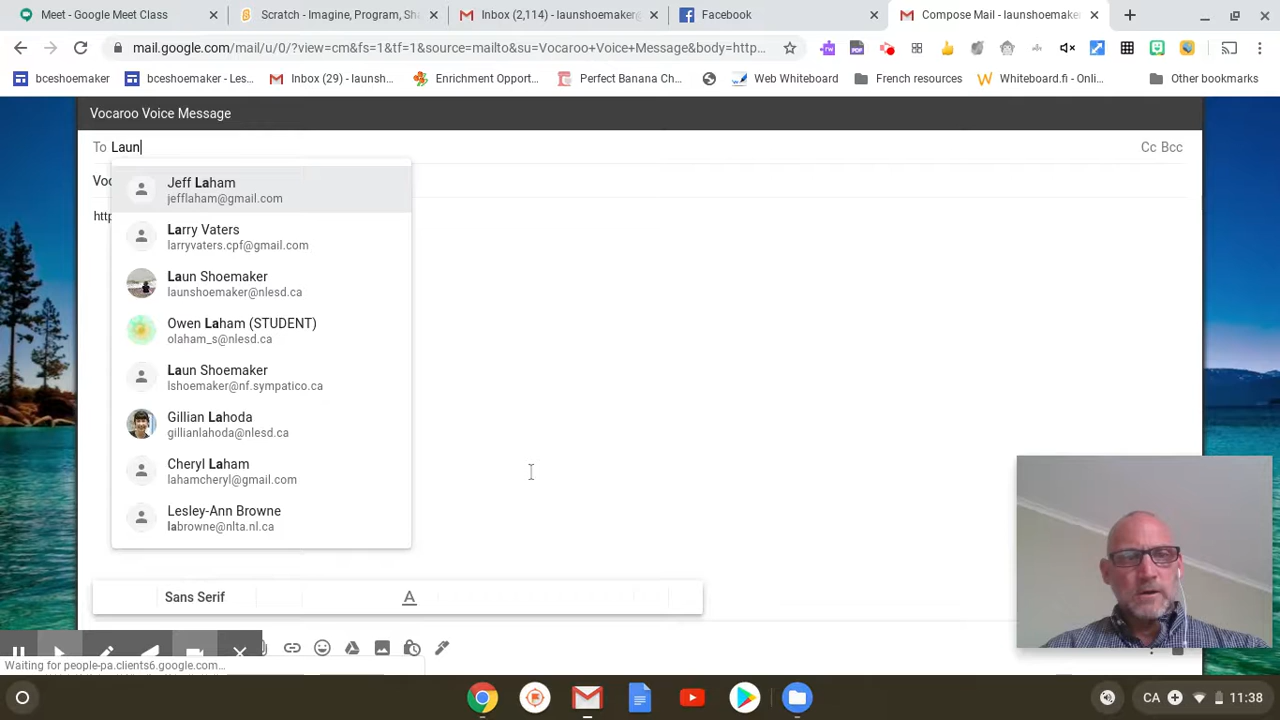 Meet - Google Meet Class
Scratch - Imagine, Program, Sha
Inbox (2,114) - launshoemaker@
Facebook
Compose Mail - launshoemaker
mail.google.com/mail/u/0/?view=cm&fs=1&tf=1&source=mailto&su=Vocaroo+Voice+Message&body=http...
bceshoemaker
bceshoemaker - Les...
Inbox (29) - launsh...
Enrichment Opport...
Perfect Banana Ch...
Web Whiteboard
French resources
Whiteboard.fi - Onli...
Other bookmarks
Vocaroo Voice Message
To Laun
Cc Bcc
Voc
http
Jeff Laham
jefflaham@gmail.com
Larry Vaters
larryvaters.cpf@gmail.com
Laun Shoemaker
launshoemaker@nlesd.ca
Owen Laham (STUDENT)
olaham_s@nlesd.ca
Laun Shoemaker
lshoemaker@nf.sympatico.ca
Gillian Lahoda
gillianlahoda@nlesd.ca
Cheryl Laham
lahamcheryl@gmail.com
Lesley-Ann Browne
labrowne@nlta.nl.ca
Sans Serif
A
Waiting for people-pa.clients6.google.com...
CA
11:38